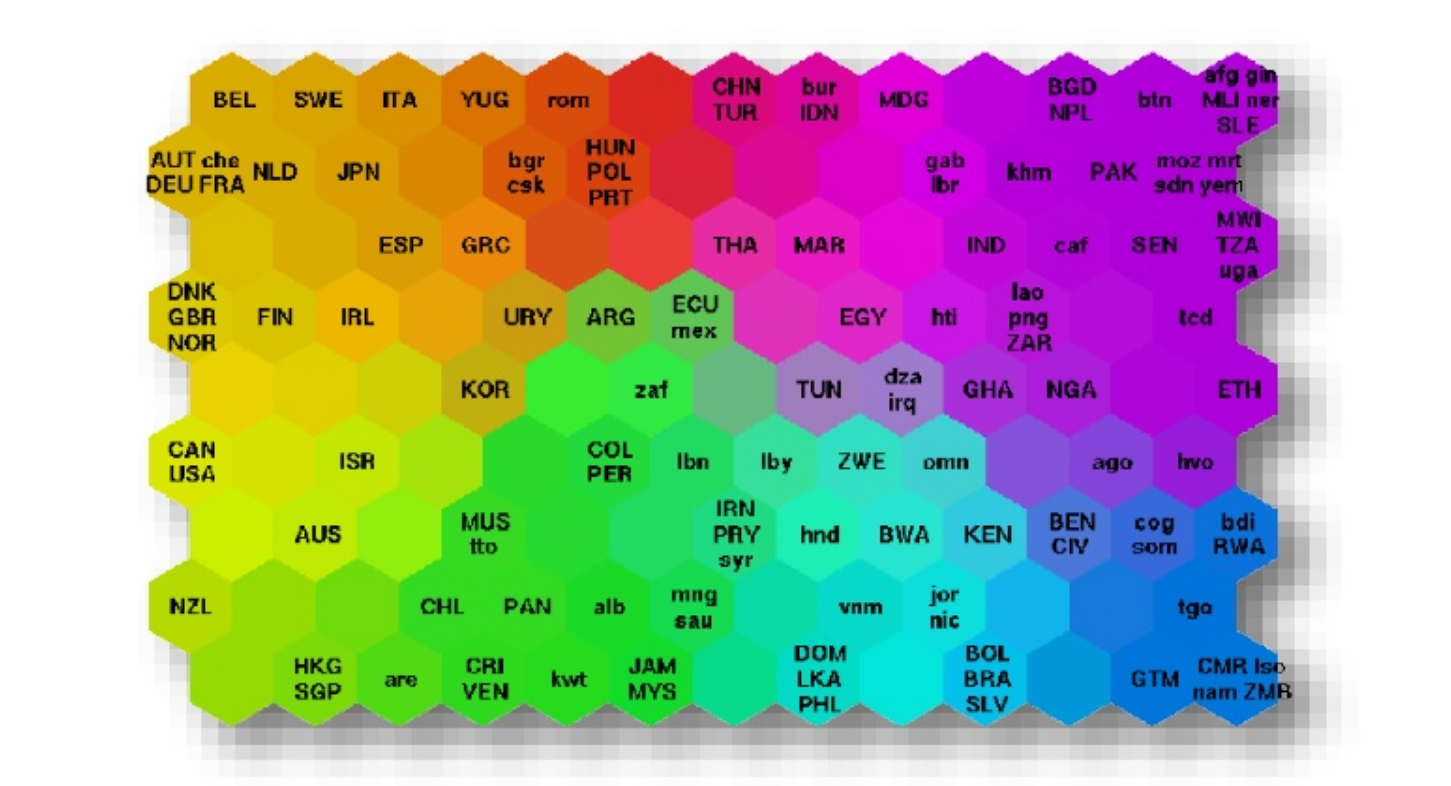 BEL
SWE
ITA
YUG
rom
CHN
TUR
bur
IDN
MDG
BGD
NPL
btn
afg gin
MLI ner
SLE
AUT che
DEU FRA
NLD
JPN
bgr
csk
HUN
POL
PRT
gab
lbr
khm
PAK
moz mrt
sdn yem
ESP
GRC
THA
MAR
IND
caf
SEN
MWI
TZA
uga
DNK
GBR
NOR
FIN
IRL
URY
ARG
ECU
mex
EGY
hti
lao
png
ZAR
tcd
KOR
zaf
TUN
dza
irq
GHA
NGA
ETH
CAN
USA
ISR
COL
PER
lbn
lby
ZWE
omn
ago
hvo
AUS
MUS
tto
IRN
PRY
syr
hnd
BWA
KEN
BEN
CIV
cog
som
bdi
RWA
NZL
CHL
PAN
alb
mng
sau
vnm
jor
nic
tgo
HKG
SGP
are
CRI
VEN
kwt
JAM
MYS
DOM
LKA
PHL
BOL
BRA
SLV
GTM
CMR lso
nam ZMB